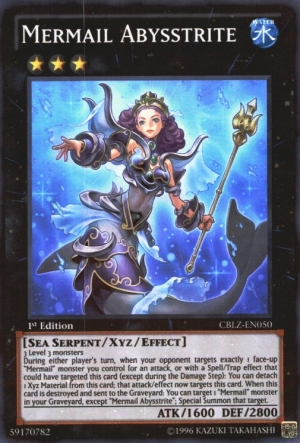 MERMAIL ABYSSTRITE
WATER
水
1st Edition
CBLZ-EN050
[SEA SERPENT/XYZ/EFFECT]
3 Level 3 monsters
During either player's turn, when your opponent targets exactly 1 face-up
"Mermail" monster you control for an attack, or with a Spell/Trap effect that
could have targeted this card (except during the Damage Step): You can detach
1 Xyz Material from this card; that attack/effect now targets this card. When this
card is destroyed and sent to the Graveyard: You can target 1 "Mermail" monster
in your Graveyard, except "Mermail Abysstrite"; Special Summon that target.
ATK/1600 DEF/2800
59170782
©1996 KAZUKI TAKAHASHI